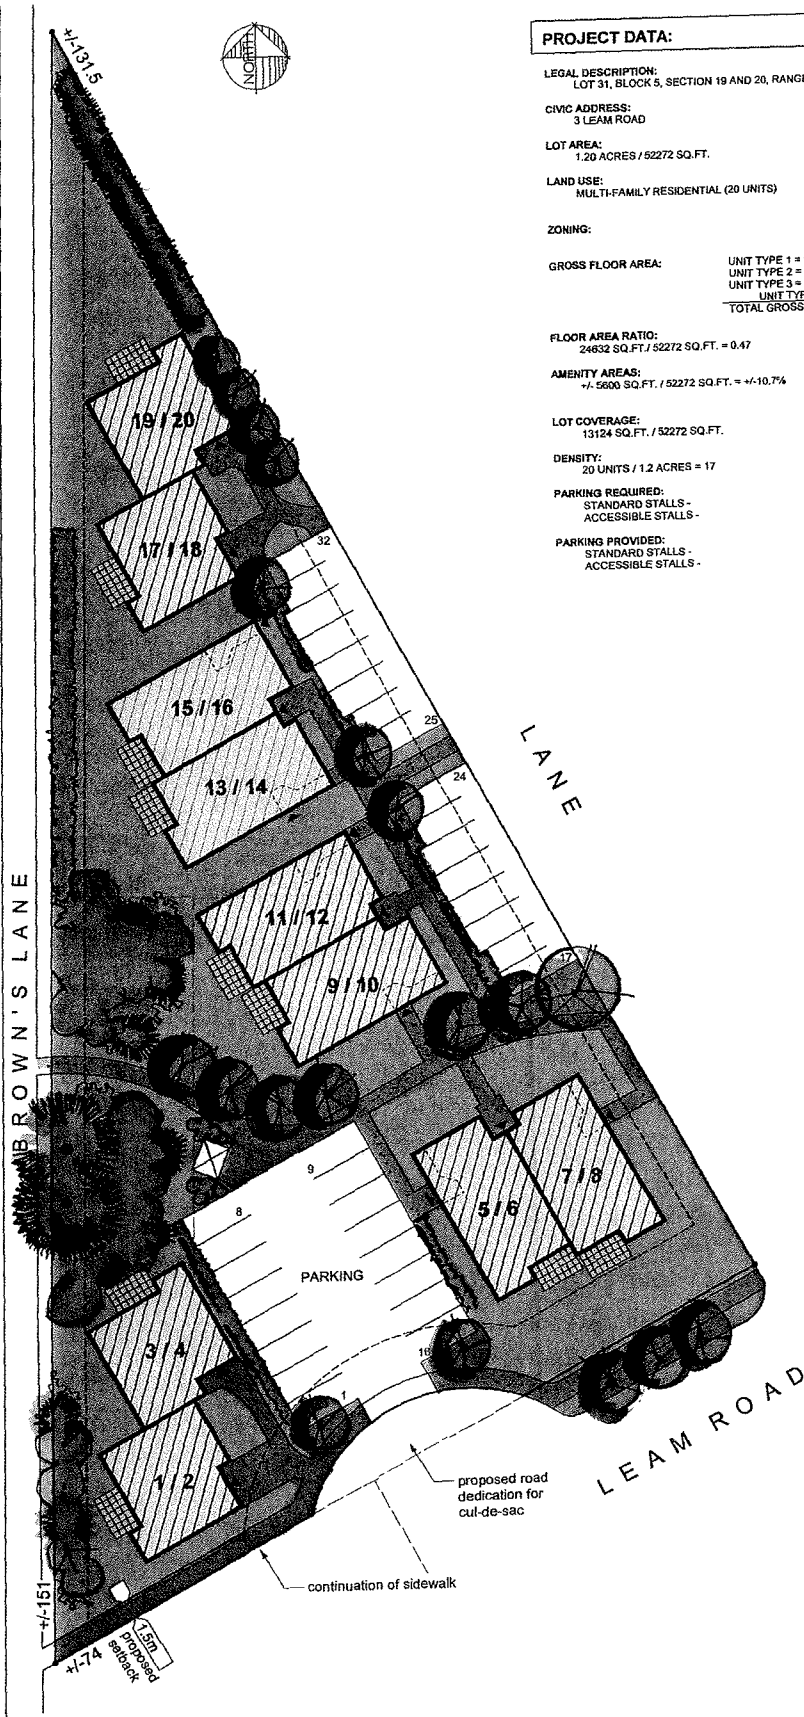 +/-131.5
NORTH
PROJECT DATA:
LEGAL DESCRIPTION:
LOT 31, BLOCK 5, SECTION 19 AND 20, RANGE
CIVIC ADDRESS:
3 LEAM ROAD
LOT AREA:
1.20 ACRES / 52272 SQ.FT.
LAND USE:
MULTI-FAMILY RESIDENTIAL (20 UNITS)
ZONING:
GROSS FLOOR AREA:
UNIT TYPE 1 =
UNIT TYPE 2 =
UNIT TYPE 3 =
UNIT TYP
TOTAL GROSS
FLOOR AREA RATIO:
24632 SQ.FT./ 52272 SQ.FT. = 0.47
AMENITY AREAS:
+/- 5600 SQ.FT. / 52272 SQ.FT. = +/-10.7%
LOT COVERAGE:
13124 SQ.FT. / 52272 SQ.FT.
DENSITY:
20 UNITS / 1.2 ACRES = 17
PARKING REQUIRED:
STANDARD STALLS -
ACCESSIBLE STALLS -
PARKING PROVIDED:
STANDARD STALLS -
ACCESSIBLE STALLS -
19 / 20
17 / 18
32
15 / 16
25
LANE
24
13 / 14
11 / 12
9 / 10
17
BROWN'S LANE
9
8
7 / 8
5 / 6
PARKING
3 / 4
16
1
LEAM ROAD
1 / 2
proposed road
dedication for
cul-de-sac
continuation of sidewalk
+/-151
+/-74
1.5m
proposed
setback